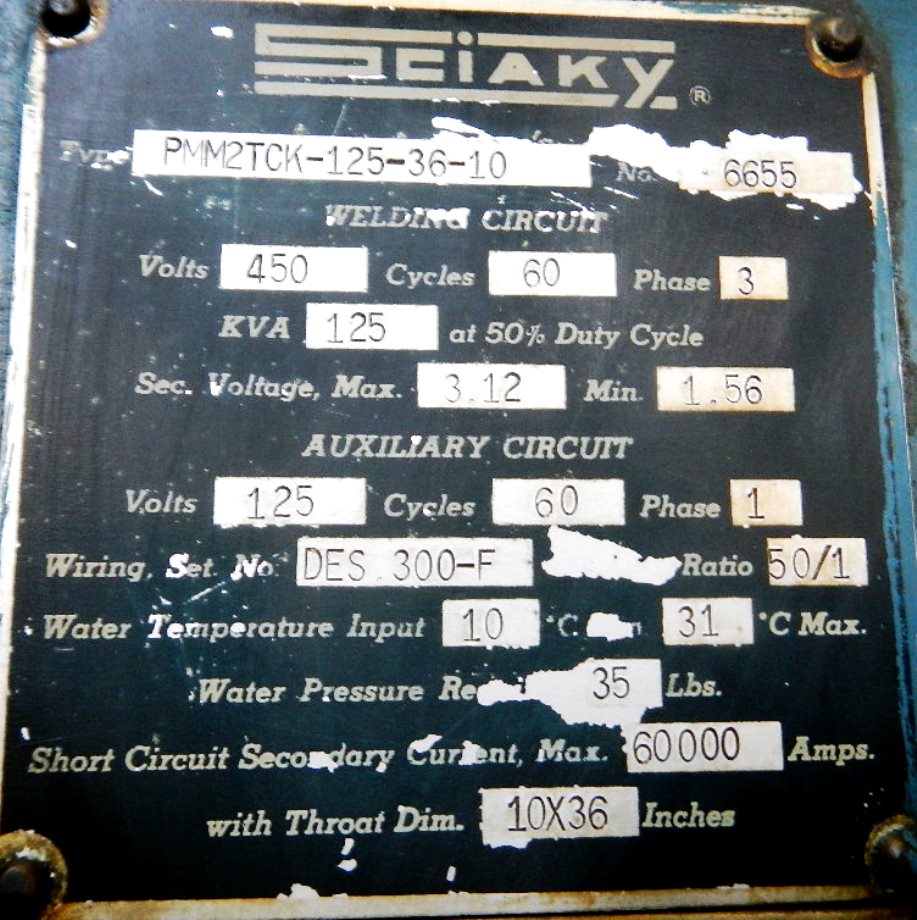 SCIAKY ®
Type PMM2TCK-125-36-10 No. 6655
WELDING CIRCUIT
Volts 450 Cycles 60 Phase 3
KVA 125 at 50% Duty Cycle
Sec. Voltage, Max. 3.12 Min. 1.56
AUXILIARY CIRCUIT
Volts 125 Cycles 60 Phase 1
Wiring, Set. No. DES.300-F Ratio 50/1
Water Temperature Input 10 °C. 31 °C Max.
Water Pressure 35 Lbs.
Short Circuit Secondary Current, Max. 60000 Amps.
with Throat Dim. 10X36 Inches